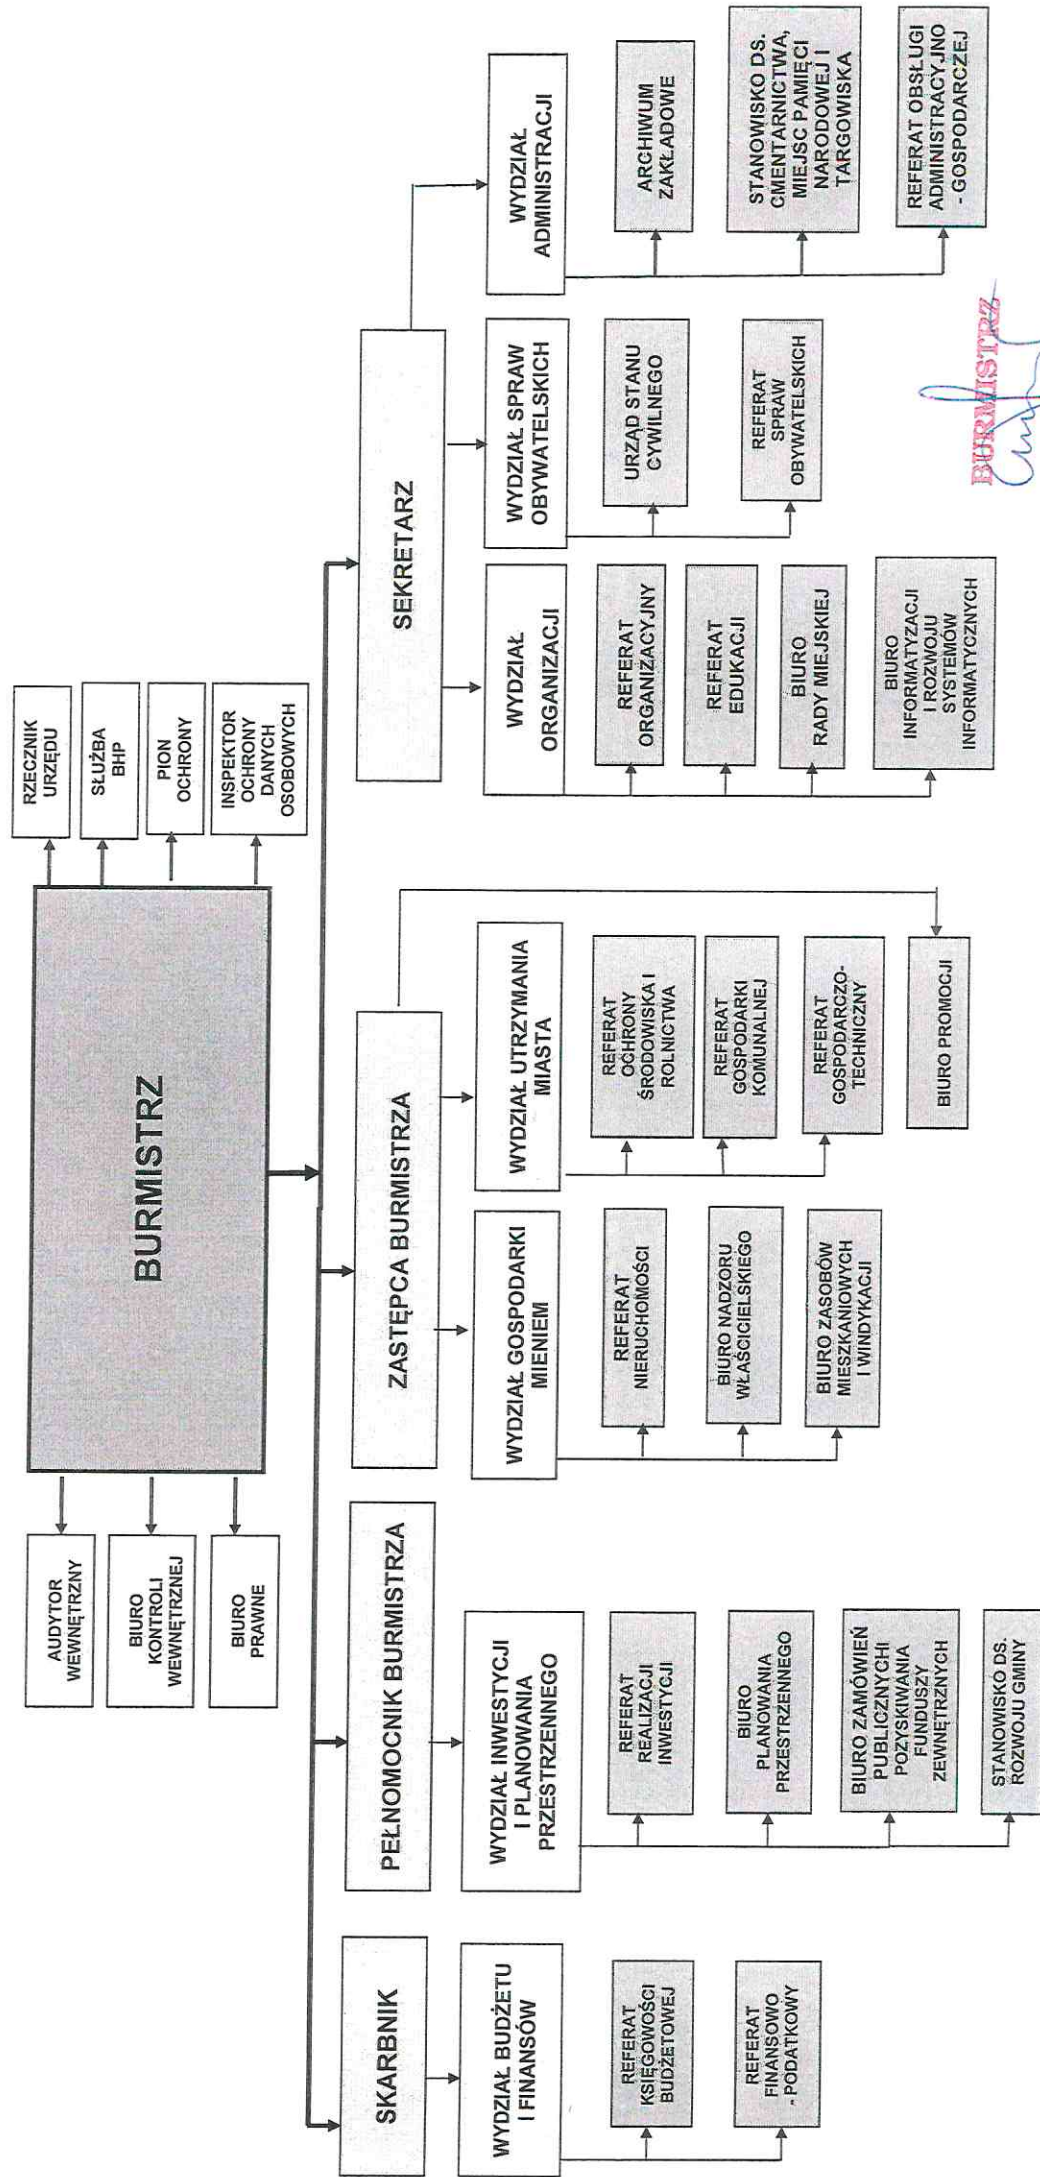 BURMISTRZ
AUDYTOR
WEWNĘTRZNY
BIURO
KONTROLI
WEWNĘTRZNEJ
BIURO
PRAWNE
RZECZNIK
URZĘDU
SŁUŻBA
BHP
PION
OCHRONY
INSPEKTOR
OCHRONY
DANYCH
OSOBOWYCH
SKARBNIK
WYDZIAŁ BUDŻETU
I FINANSÓW
REFERAT
KSIĘGOWOŚCI
BUDŻETOWEJ
REFERAT
FINANSOWO
- PODATKOWY
PEŁNOMOCNIK BURMISTRZA
WYDZIAŁ INWESTYCJI
I PLANOWANIA
PRZESTRZENNEGO
REFERAT
REALIZACJI
INWESTYCJI
BIURO
PLANOWANIA
PRZESTRZENNEGO
BIURO ZAMÓWIEŃ
PUBLICZNYCH I
POZYSKIWANIA
FUNDUSZY
ZEWNĘTRZNYCH
STANOWISKO DS.
ROZWOJU GMINY
ZASTĘPCA BURMISTRZA
WYDZIAŁ GOSPODARKI
MIENIEM
REFERAT
NIERUCHOMOŚCI
BIURO NADZORU
WŁAŚCICIELSKIEGO
BIURO ZASOBÓW
MIESZKANIOWYCH
I WINDYKACJI
WYDZIAŁ UTRZYMANIA
MIASTA
REFERAT
OCHRONY
ŚRODOWISKA I
ROLNICTWA
REFERAT
GOSPODARKI
KOMUNALNEJ
REFERAT
GOSPODARCZO-
TECHNICZNY
BIURO PROMOCJI
SEKRETARZ
WYDZIAŁ
ORGANIZACJI
REFERAT
ORGANIZACYJNY
REFERAT
EDUKACJI
BIURO
RADY MIEJSKIEJ
BIURO
INFORMATYZACJI
I ROZWOJU
SYSTEMÓW
INFORMATYCZNYCH
WYDZIAŁ SPRAW
OBYWATELSKICH
URZĄD STANU
CYWILNEGO
REFERAT
SPRAW
OBYWATELSKICH
WYDZIAŁ
ADMINISTRACJI
ARCHIWUM
ZAKŁADOWE
STANOWISKO DS.
CMENTARNICTWA,
MIEJSC PAMIĘCI
NARODOWEJ I
TARGOWISKA
REFERAT OBSŁUGI
ADMINISTRACYJNO
- GOSPODARCZEJ
BURMISTRZ